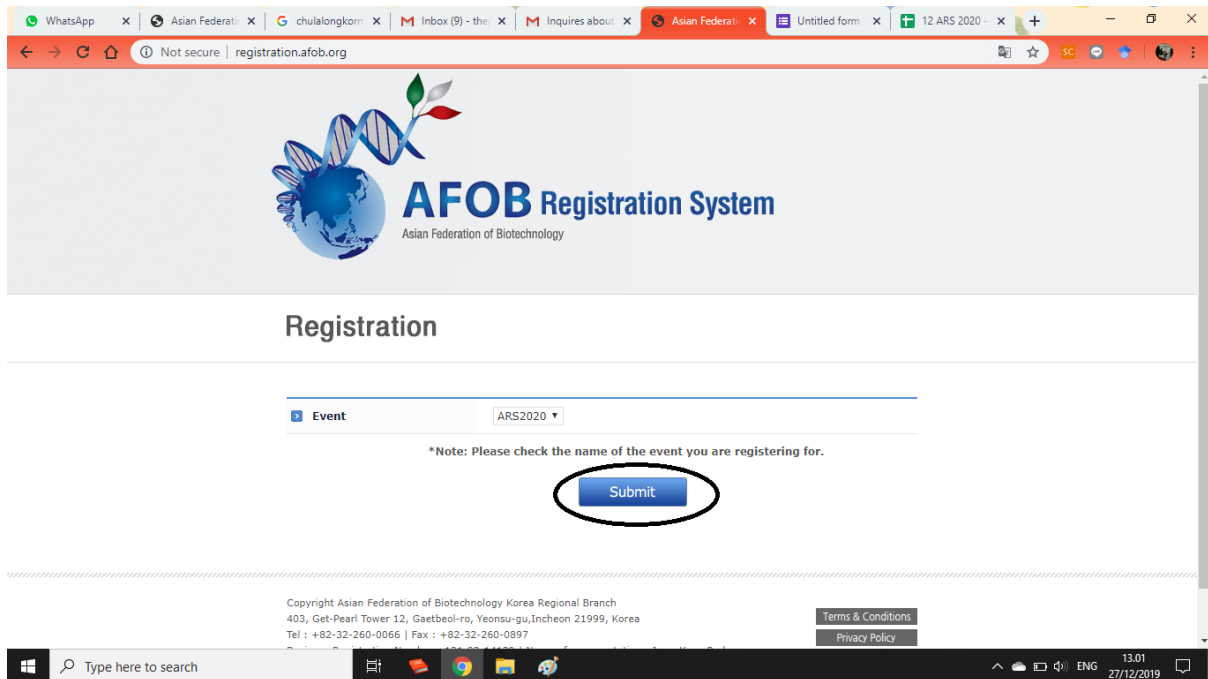 WhatsApp
Asian Federatio
chulalongkorn
Inbox (9) - the
Inquires about
Asian Federatio
Untitled form -
12 ARS 2020 -
Not secure | registration.afob.org
SC
AFOB Registration System
Asian Federation of Biotechnology
Registration
Event
ARS2020
*Note: Please check the name of the event you are registering for.
Submit
Copyright Asian Federation of Biotechnology Korea Regional Branch
403, Get-Pearl Tower 12, Gaetbeol-ro, Yeonsu-gu,Incheon 21999, Korea
Terms & Conditions
Tel : +82-32-260-0066 | Fax : +82-32-260-0897
Privacy Policy
Type here to search
ENG
13.01
27/12/2019